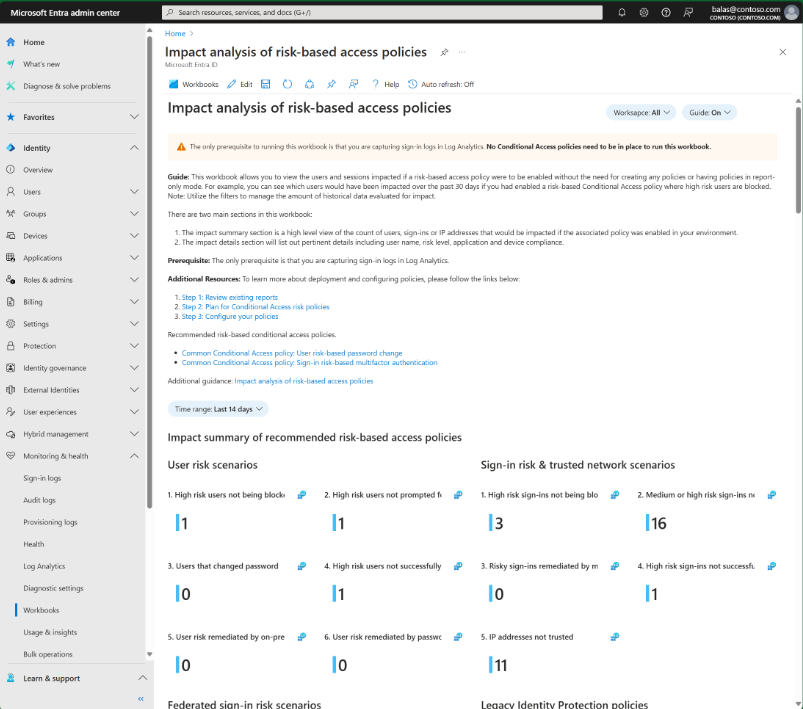 Microsoft Entra admin center
Search resources, services, and docs (G+/)
balas@contoso.com
CONTOSO (CONTOSO.COM)
Home
What's new
Diagnose & solve problems
Favorites
Identity
Overview
Users
Groups
Devices
Applications
Roles & admins
Billing
Settings
Protection
Identity governance
External Identities
User experiences
Hybrid management
Monitoring & health
Sign-in logs
Audit logs
Provisioning logs
Health
Log Analytics
Diagnostic settings
Workbooks
Usage & insights
Bulk operations
Learn & support
Home >
Impact analysis of risk-based access policies
Microsoft Entra ID
Workbooks Edit Help Auto refresh: Off
Impact analysis of risk-based access policies
Worksapce: All Guide: On
The only prerequisite to running this workbook is that you are capturing sign-in logs in Log Analytics. No Conditional Access policies need to be in place to run this workbook.
Guide: This workbook allows you to view the users and sessions impacted if a risk-based access policy were to be enabled without the need for creating any policies or having policies in report-
only mode. For example, you can see which users would have been impacted over the past 30 days if you had enabled a risk-based Conditional Access policy where high risk users are blocked.
Note: Utilize the filters to manage the amount of historical data evaluated for impact.
There are two main sections in this workbook:
1. The impact summary section is a high level view of the count of users, sign-ins or IP addresses that would be impacted if the associated policy was enabled in your environment.
2. The impact details section will list out pertinent details including user name, risk level, application and device compliance.
Prerequisite: The only prerequisite is that you are capturing sign-in logs in Log Analytics.
Additional Resources: To learn more about deployment and configuring policies, please follow the links below:
1. Step 1: Review existing reports
2. Step 2: Plan for Conditional Access risk policies
3. Step 3: Configure your policies
Recommended risk-based conditional access policies.
• Common Conditional Access policy: User risk-based password change
• Common Conditional Access policy: Sign-in risk-based multifactor authentication
Additional guidance: Impact analysis of risk-based access policies
Time range: Last 14 days
Impact summary of recommended risk-based access policies
User risk scenarios
1. High risk users not being blocke
1
2. High risk users not prompted f
1
3. Users that changed password
0
4. High risk users not successfully
1
5. User risk remediated by on-pre
0
6. User risk remediated by passwo
0
Sign-in risk & trusted network scenarios
1. High risk sign-ins not being blo
3
2. Medium or high risk sign-ins n
16
3. Risky sign-ins remediated by m
0
4. High risk sign-ins not successfu
1
5. IP addresses not trusted
11
Federated sign-in risk scenarios
Legacy Identity Protection policies